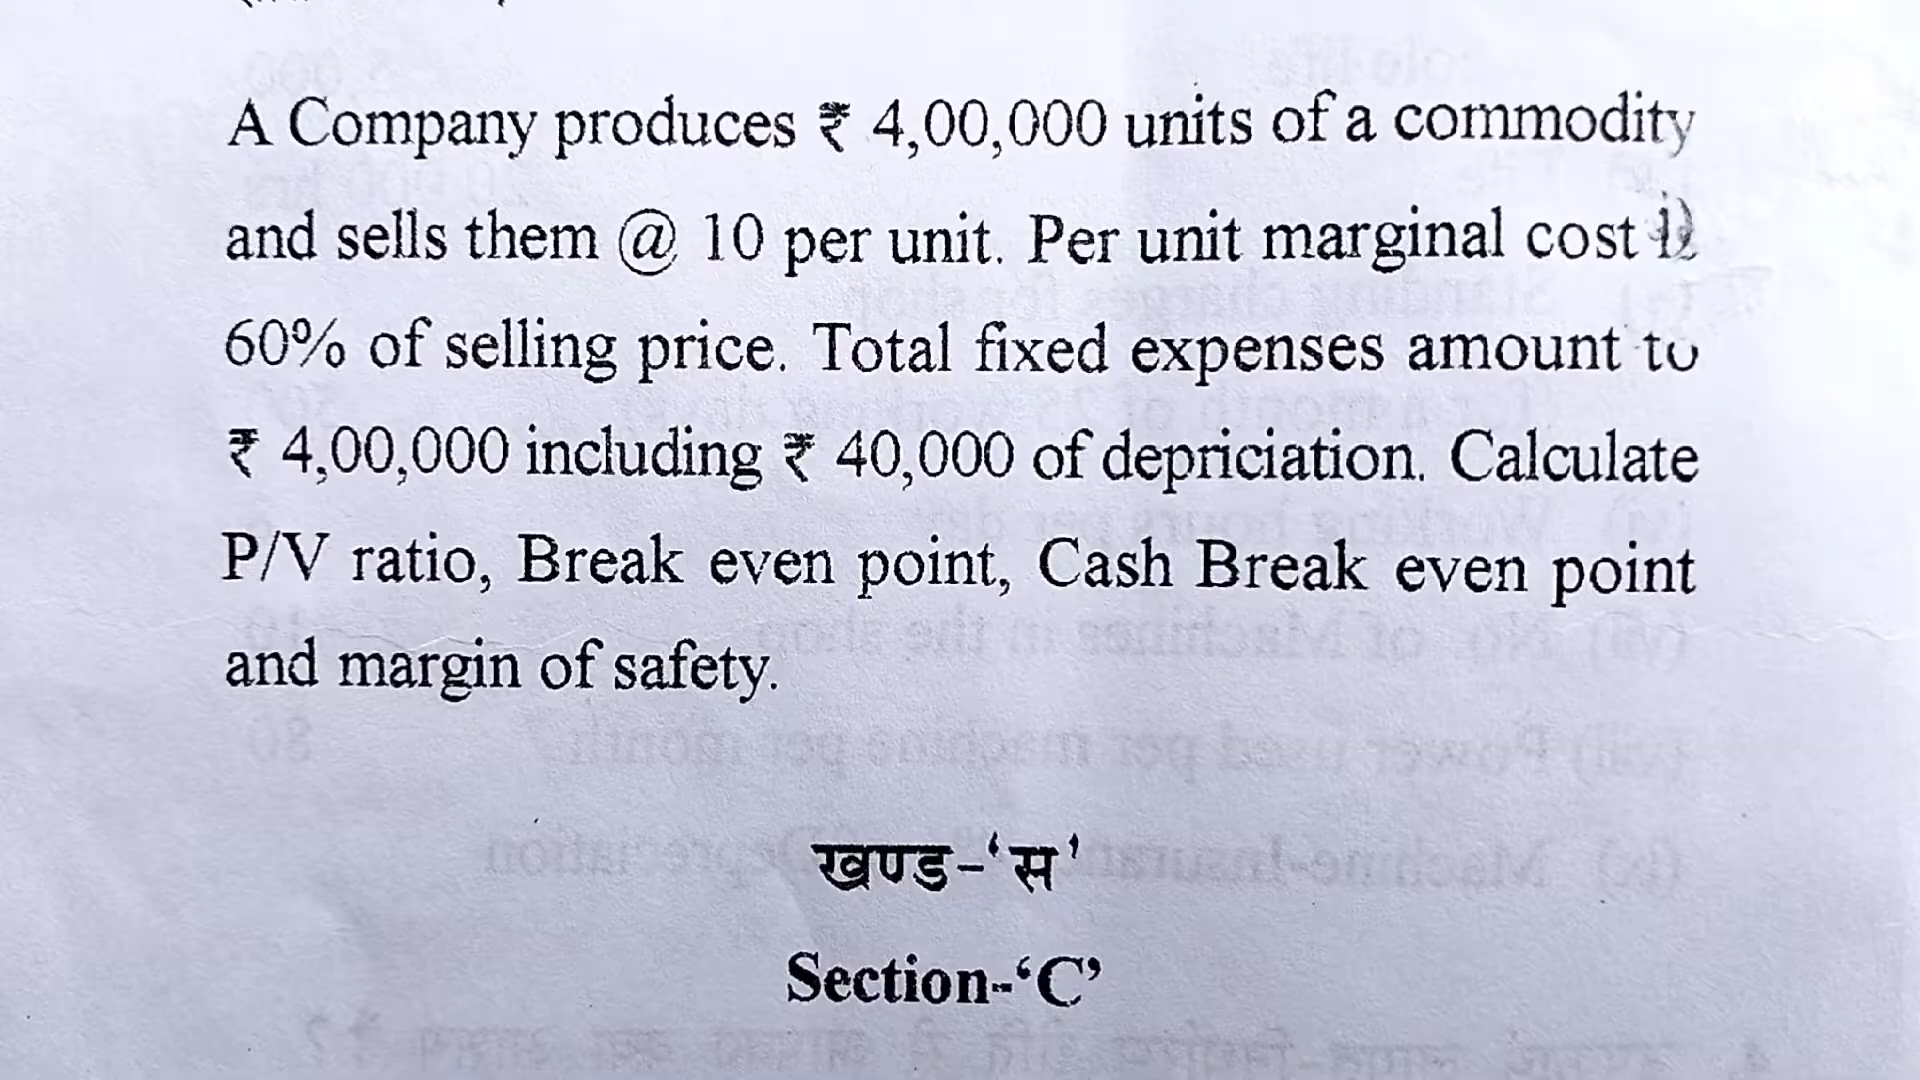 A Company produces ₹ 4,00,000 units of a commodity
and sells them @ 10 per unit. Per unit marginal cost is
60% of selling price. Total fixed expenses amount to
₹ 4,00,000 including ₹ 40,000 of depriciation. Calculate
P/V ratio, Break even point, Cash Break even point
and margin of safety.
खण्ड-‘स’
Section-‘C’